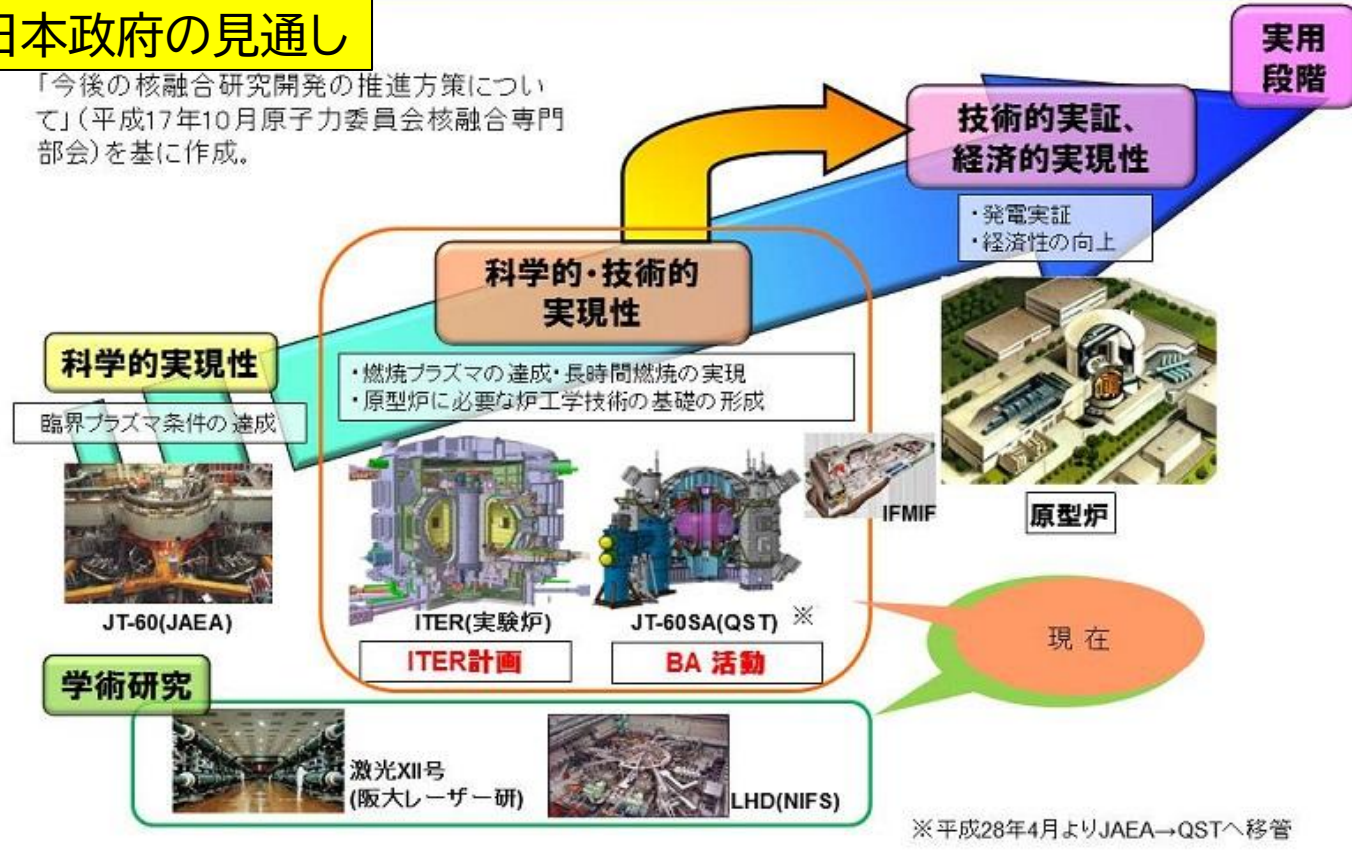 日本政府の見通し
「今後の核融合研究開発の推進方策につい
て」(平成17年10月原子力委員会核融合専門
部会)を基に作成。
実用
段階
技術的実証、
経済的実現性
・発電実証
・経済性の向上
科学的・技術的
実現性
・燃焼プラズマの達成・長時間燃焼の実現
・原型炉に必要な炉工学技術の基礎の形成
科学的実現性
臨界プラズマ条件の達成
IFMIF
原型炉
JT-60(JAEA)
ITER(実験炉)
JT-60SA(QST) ※
ITER計画
BA 活動
現 在
学術研究
激光XII号
(阪大レーザー研)
LHD(NIFS)
※平成28年4月よりJAEA→QSTへ移管